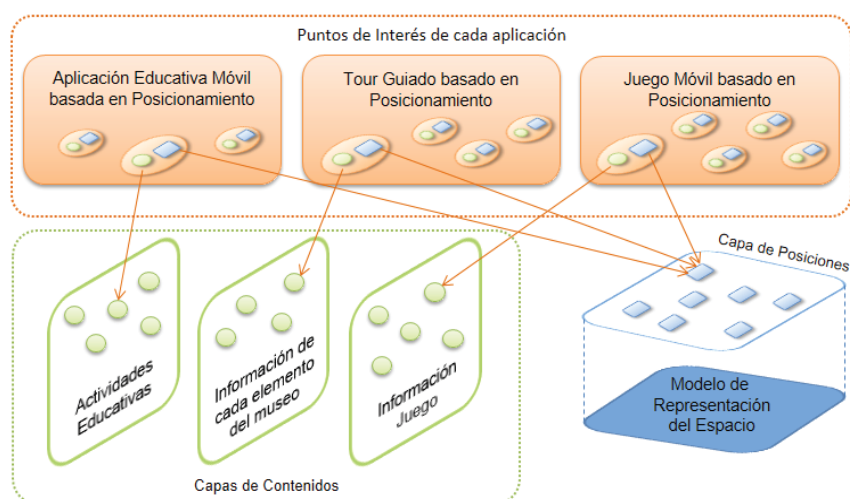 Puntos de Interés de cada aplicación
Aplicación Educativa Móvil
basada en Posicionamiento
Tour Guiado basado en
Posicionamiento
Juego Móvil basado en
Posicionamiento
Capa de Posiciones
Actividades
Educativas
Información de
cada elemento
del museo
Información
Juego
Modelo de
Representación
del Espacio
Capas de Contenidos